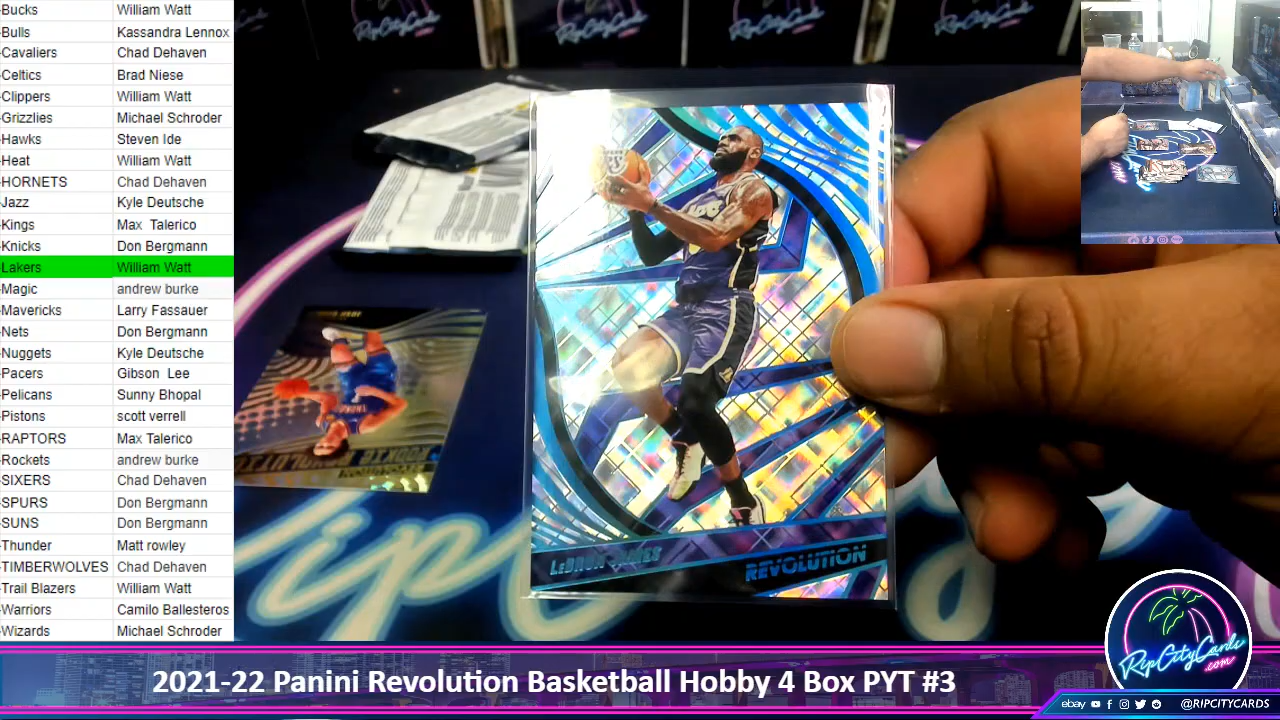 -Bucks William Watt
-Bulls Kassandra Lennox
-Cavaliers Chad Dehaven
-Celtics Brad Niese
-Clippers William Watt
-Grizzlies Michael Schroder
-Hawks Steven Ide
-Heat William Watt
-HORNETS Chad Dehaven
-Jazz Kyle Deutsche
-Kings Max Talerico
-Knicks Don Bergmann
-Lakers William Watt
-Magic andrew burke
-Mavericks Larry Fassauer
-Nets Don Bergmann
-Nuggets Kyle Deutsche
-Pacers Gibson Lee
-Pelicans Sunny Bhopal
-Pistons scott verrell
-RAPTORS Max Talerico
-Rockets andrew burke
-SIXERS Chad Dehaven
-SPURS Don Bergmann
-SUNS Don Bergmann
-Thunder Matt rowley
-TIMBERWOLVES Chad Dehaven
-Trail Blazers William Watt
-Warriors Camilo Ballesteros
-Wizards Michael Schroder
RipCityCards
RipCityCards
LEBRON JAMES
REVOLUTION
2021-22 Panini Revolution Basketball Hobby 4 Box PYT #3
RipCityCards
.com
ebay @RIPCITYCARDS